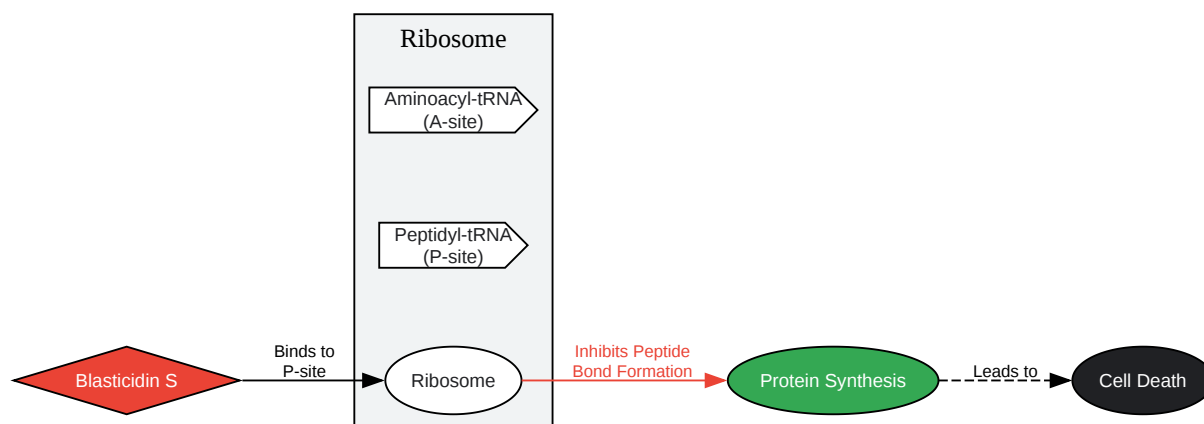 Ribosome
Aminoacyl-tRNA
(A-site)
Peptidyl-tRNA
(P-site)
Blasticidin S
Binds to
P-site
Ribosome
Inhibits Peptide
Bond Formation
Protein Synthesis
Leads to
Cell Death